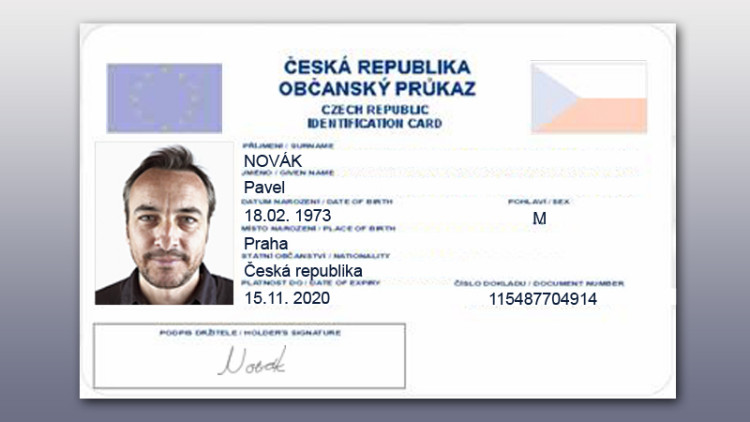 ČESKÁ REPUBLIKA
OBČANSKÝ PRŮKAZ
CZECH REPUBLIC
IDENTIFICATION CARD
PŘÍJMENÍ / SURNAME
NOVÁK
JMÉNO / GIVEN NAME
Pavel
DATUM NAROZENÍ / DATE OF BIRTH
POHLAVÍ / SEX
18.02. 1973
M
MÍSTO NAROZENÍ / PLACE OF BIRTH
Praha
STÁTNÍ OBČANSTVÍ / NATIONALITY
Česká republika
PLATNOST DO / DATE OF EXPIRY
ČÍSLO DOKLADU / DOCUMENT NUMBER
15.11. 2020
115487704914
PODPIS DRŽITELE / HOLDER'S SIGNATURE
Novák